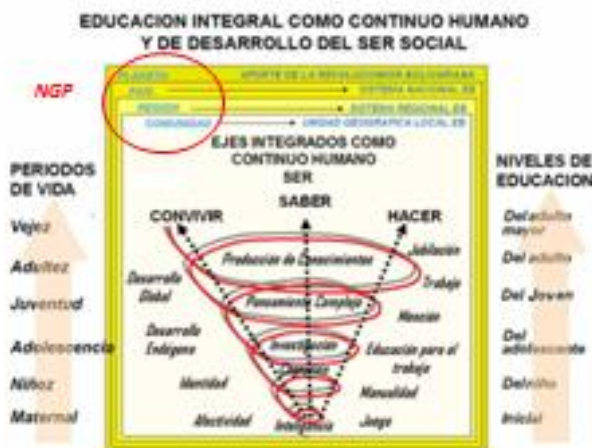 EDUCACION INTEGRAL COMO CONTINUO HUMANO
Y DE DESARROLLO DEL SER SOCIAL
NGP
PLANETA APORTE DE LA REVOLUCION BOLIVARIANA
PAIS SISTEMA NACIONAL EB
REGION SISTEMA REGIONAL EB
COMUNIDAD UNIDAD GEOGRAFICA LOCAL EB
EJES INTEGRADOS COMO
CONTINUO HUMANO
SER
SABER
CONVIVIR HACER
PERIODOS
DE VIDA
Vejez
Adultez
Juventud
Adolescencia
Niñez
Maternal
Producción de Conocimientos
Pensamiento Complejo
Investigación
Inteligencia
Desarrollo
Global
Desarrollo
Endógeno
Identidad
Afectividad
Jubilación
Trabajo
Mención
Educación para el
trabajo
Manualidad
Juego
NIVELES DE
EDUCACION
Del adulto
mayor
Del adulto
Del Joven
Del
adolescente
Del niño
Inicial